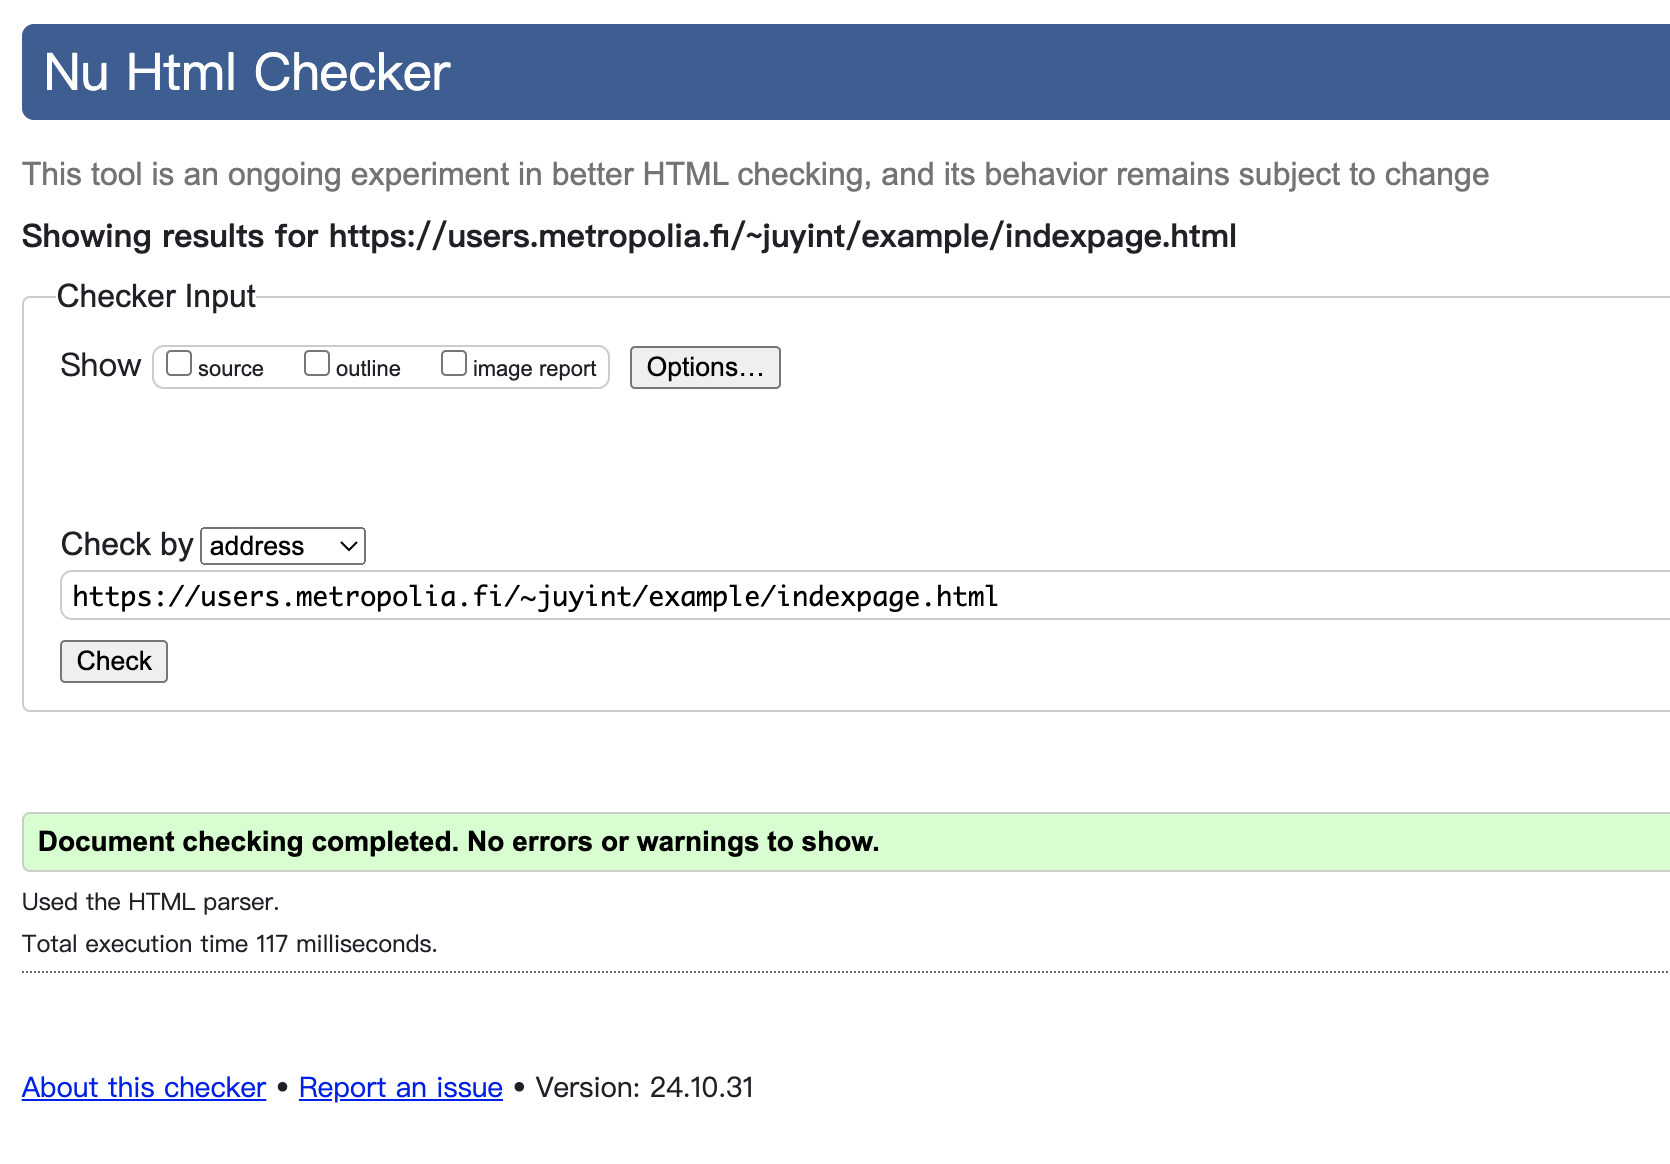 Nu Html Checker
This tool is an ongoing experiment in better HTML checking, and its behavior remains subject to change
Showing results for https://users.metropolia.fi/~juyint/example/indexpage.html
Checker Input
Show source outline image report Options...
Check by address
https://users.metropolia.fi/~juyint/example/indexpage.html
Check
Document checking completed. No errors or warnings to show.
Used the HTML parser.
Total execution time 117 milliseconds.
About this checker • Report an issue • Version: 24.10.31